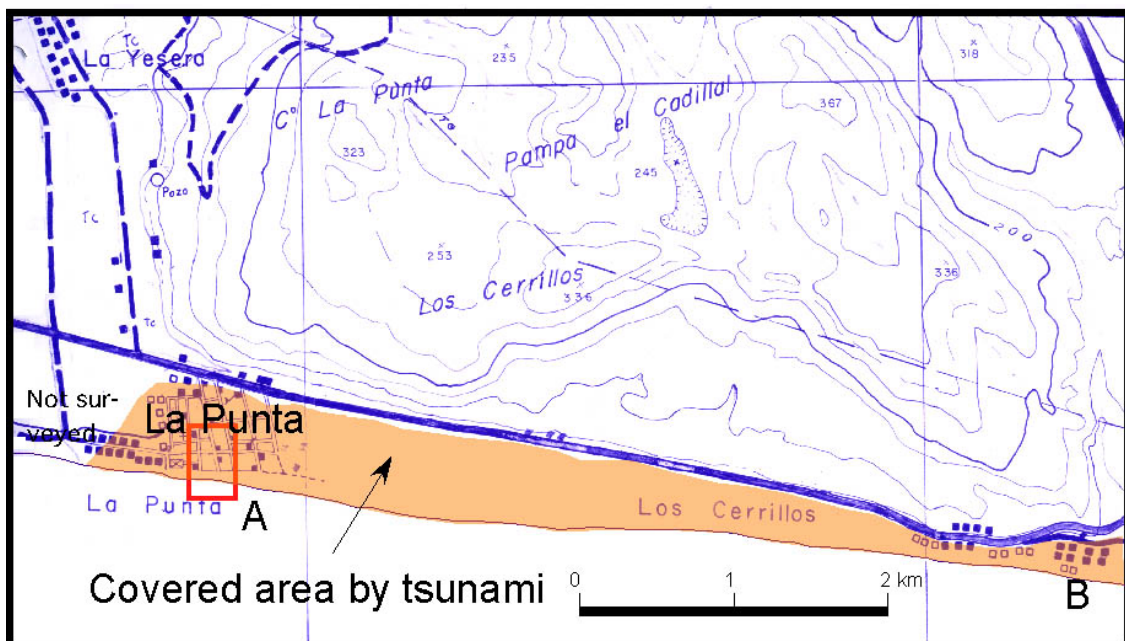 Tc
La Yesera
235
318
Cº La Punta
367
Tc
Pampa el Cadillal
323
245
Pozo
Tc
200
253
336
Los Cerrillos
336
Tc
Not sur-
veyed
La Punta
La Punta
A
Los Cerrillos
Covered area by tsunami
0 1 2 km
B